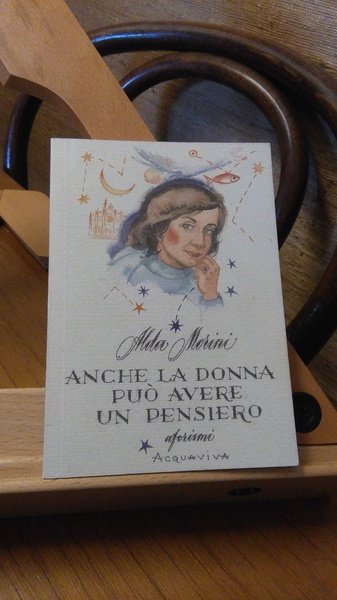 Alda Merini
ANCHE LA DONNA
PUÒ AVERE
UN PENSIERO
aforismi
ACQUAVIVA